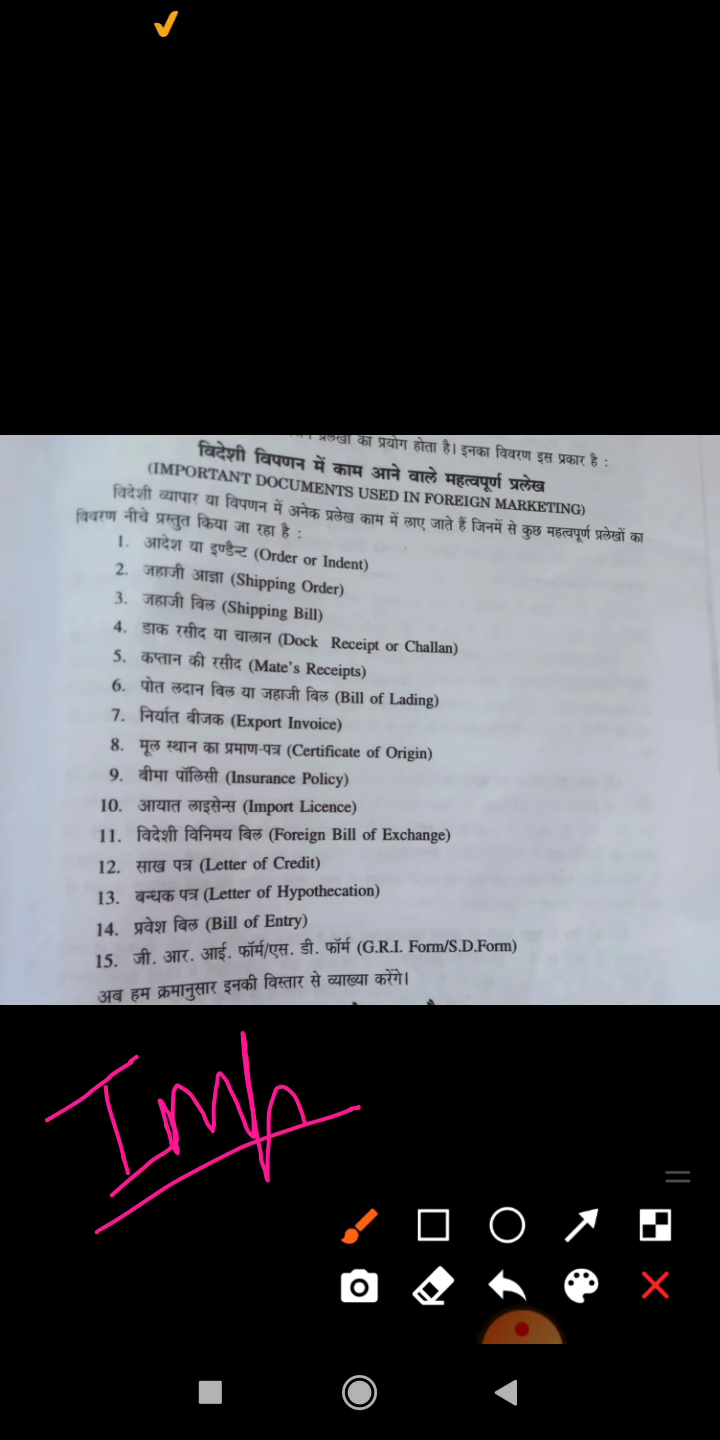 प्रलेखों का प्रयोग होता है। इनका विवरण इस प्रकार है :
विदेशी विपणन में काम आने वाले महत्वपूर्ण प्रलेख
(IMPORTANT DOCUMENTS USED IN FOREIGN MARKETING)
विदेशी व्यापार या विपणन में अनेक प्रलेख काम में लाए जाते हैं जिनमें से कुछ महत्वपूर्ण प्रलेखों का
विवरण नीचे प्रस्तुत किया जा रहा है :
1. आदेश या इण्डैन्ट (Order or Indent)
2. जहाजी आज्ञा (Shipping Order)
3. जहाजी बिल (Shipping Bill)
4. डाक रसीद या चालान (Dock Receipt or Challan)
5. कप्तान की रसीद (Mate's Receipts)
6. पोत लदान बिल या जहाजी बिल (Bill of Lading)
7. निर्यात बीजक (Export Invoice)
8. मूल स्थान का प्रमाण-पत्र (Certificate of Origin)
9. बीमा पॉलिसी (Insurance Policy)
10. आयात लाइसेन्स (Import Licence)
11. विदेशी विनिमय बिल (Foreign Bill of Exchange)
12. साख पत्र (Letter of Credit)
13. बन्धक पत्र (Letter of Hypothecation)
14. प्रवेश बिल (Bill of Entry)
15. जी. आर. आई. फॉर्म/एस. डी. फॉर्म (G.R.I. Form/S.D.Form)
अब हम क्रमानुसार इनकी विस्तार से व्याख्या करेंगे।
Imp